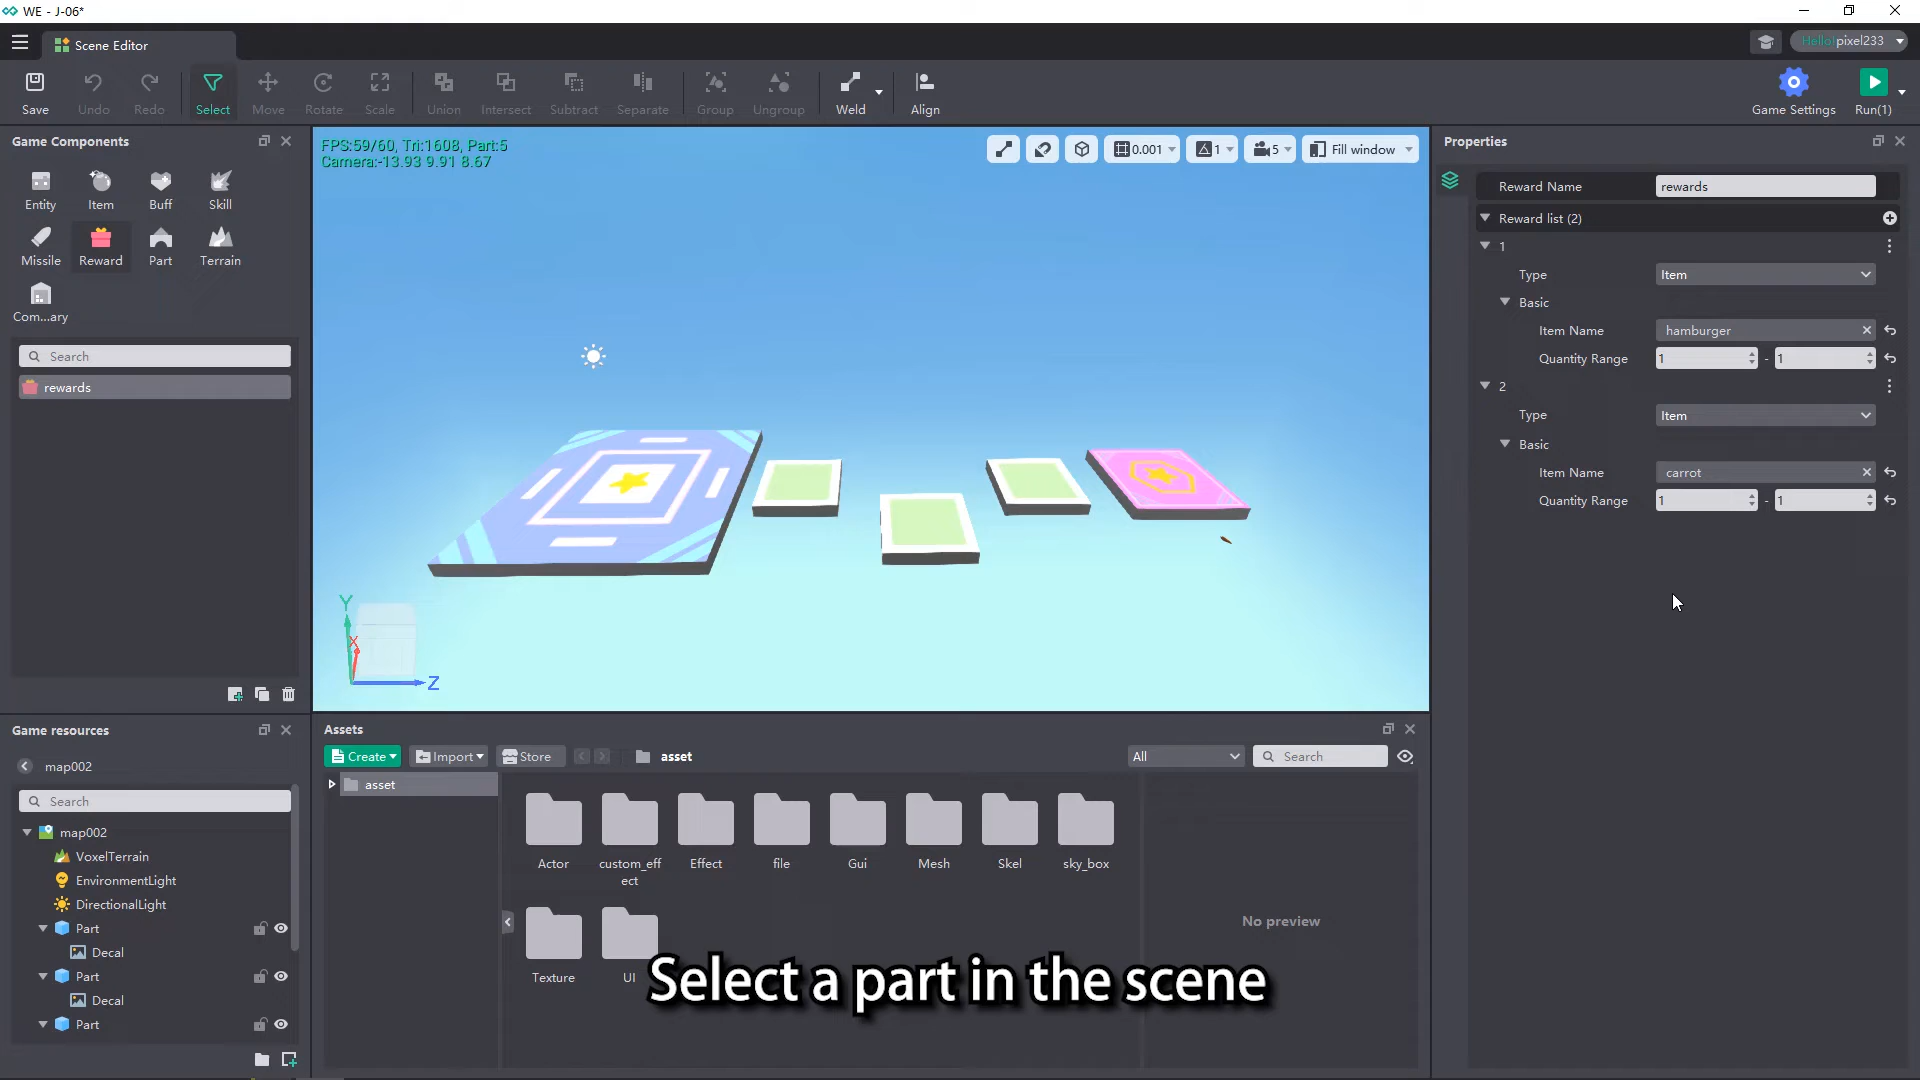 WE - J-06*
Scene Editor
Hello! pixel233
Save
Undo
Redo
Select
Move
Rotate
Scale
Union
Intersect
Subtract
Separate
Group
Ungroup
Weld
Align
Game Settings
Run(1)
Game Components
Entity
Item
Buff
Skill
Missile
Reward
Part
Terrain
Com...ary
Search
rewards
FPS:59/60, Tri:1608, Part:5
Camera:-13.93 9.91 8.67
0.001
1
5
Fill window
Y
X
Z
Properties
Reward Name
rewards
Reward list (2)
1
Type
Item
Basic
Item Name
hamburger
Quantity Range
1 - 1
2
Type
Item
Basic
Item Name
carrot
Quantity Range
1 - 1
Game resources
map002
Search
map002
VoxelTerrain
EnvironmentLight
DirectionalLight
Part
Decal
Part
Decal
Part
Assets
Create
Import
Store
asset
All
Search
asset
Actor
custom_eff
ect
Effect
file
Gui
Mesh
Skel
sky_box
Texture
UI
No preview
Select a part in the scene